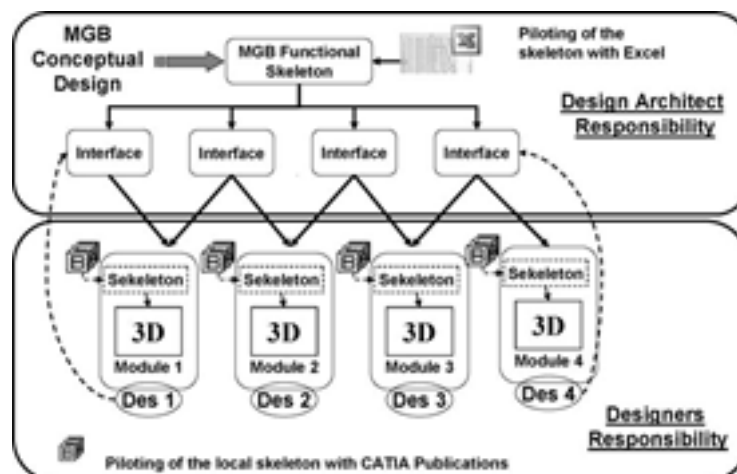 MGB
Conceptual
Design
MGB Functional
Skeleton
Piloting of the
skeleton with Excel
Design Architect
Responsibility
Interface
Interface
Interface
Interface
Sekeleton
Sekeleton
Sekeleton
Sekeleton
3D
3D
3D
3D
Module 1
Module 2
Module 3
Module 4
Des 1
Des 2
Des 3
Des 4
Designers
Responsibility
Piloting of the local skeleton with CATIA Publications